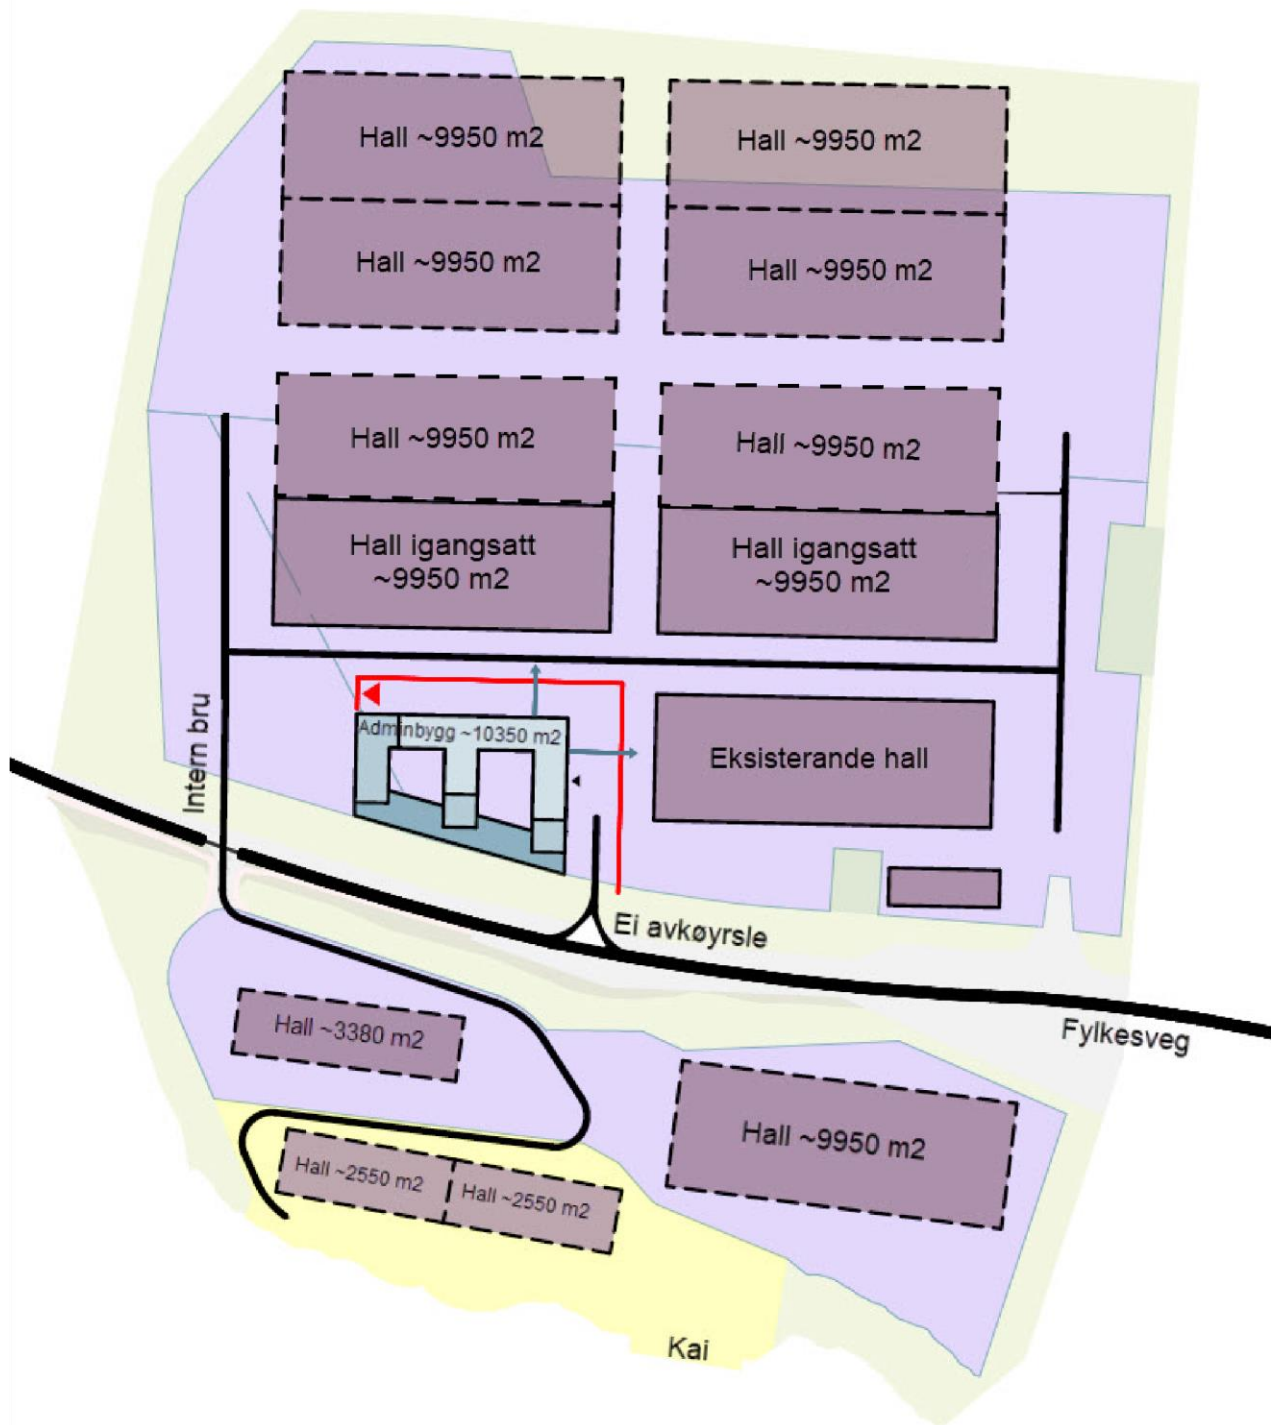 Hall ~9950 m2
Hall ~9950 m2
Hall ~9950 m2
Hall ~9950 m2
Hall ~9950 m2
Hall ~9950 m2
Hall igangsatt
~9950 m2
Hall igangsatt
~9950 m2
Intern bru
Adminbygg ~10350 m2
Eksisterande hall
Ei avkøyrsle
Fylkesveg
Hall ~3380 m2
Hall ~9950 m2
Hall ~2550 m2
Hall ~2550 m2
Kai